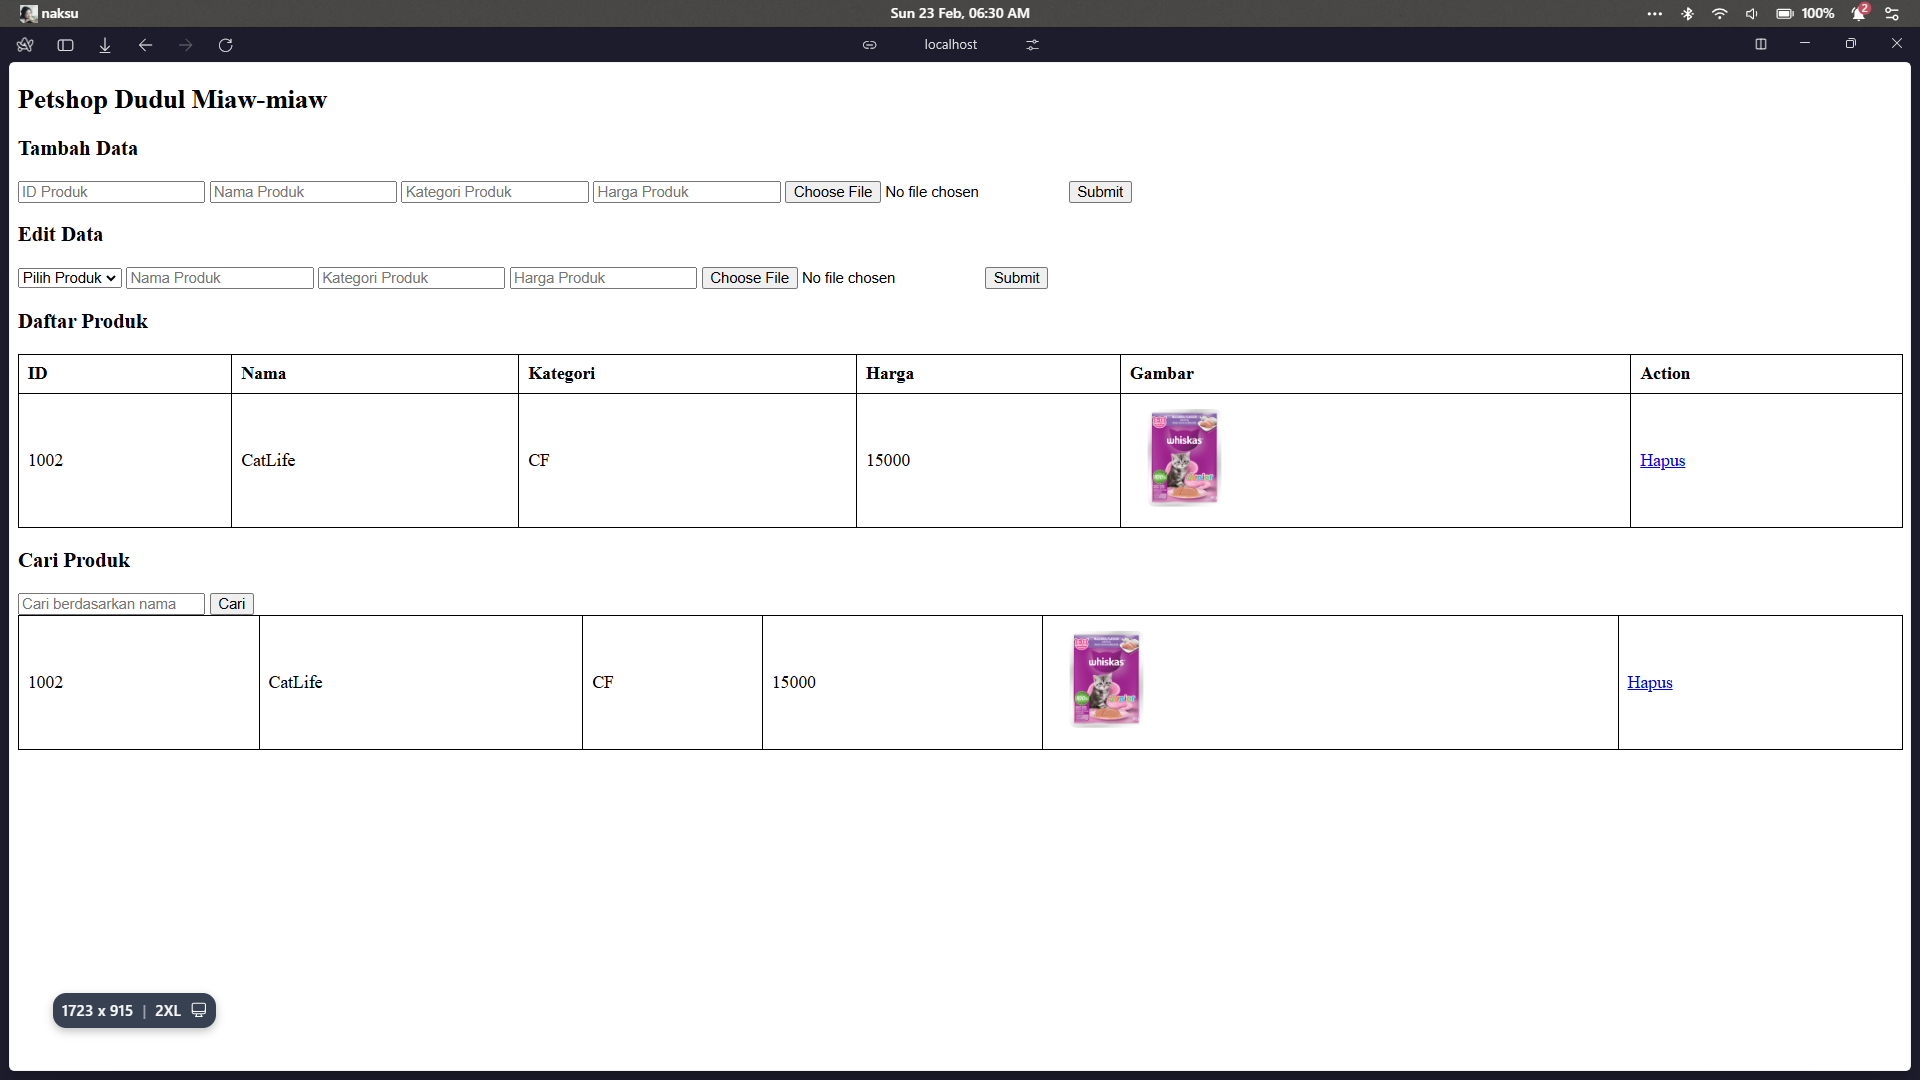 naksu
Sun 23 Feb, 06:30 AM
100%
2
localhost
Petshop Dudul Miaw-miaw
Tambah Data
ID Produk Nama Produk Kategori Produk Harga Produk Choose File No file chosen Submit
Edit Data
Pilih Produk Nama Produk Kategori Produk Harga Produk Choose File No file chosen Submit
Daftar Produk
ID Nama Kategori Harga Gambar Action
whiskas
1002 CatLife CF 15000 Hapus
Cari Produk
Cari berdasarkan nama Cari
whiskas
1002 CatLife CF 15000 Hapus
1723 x 915 | 2XL